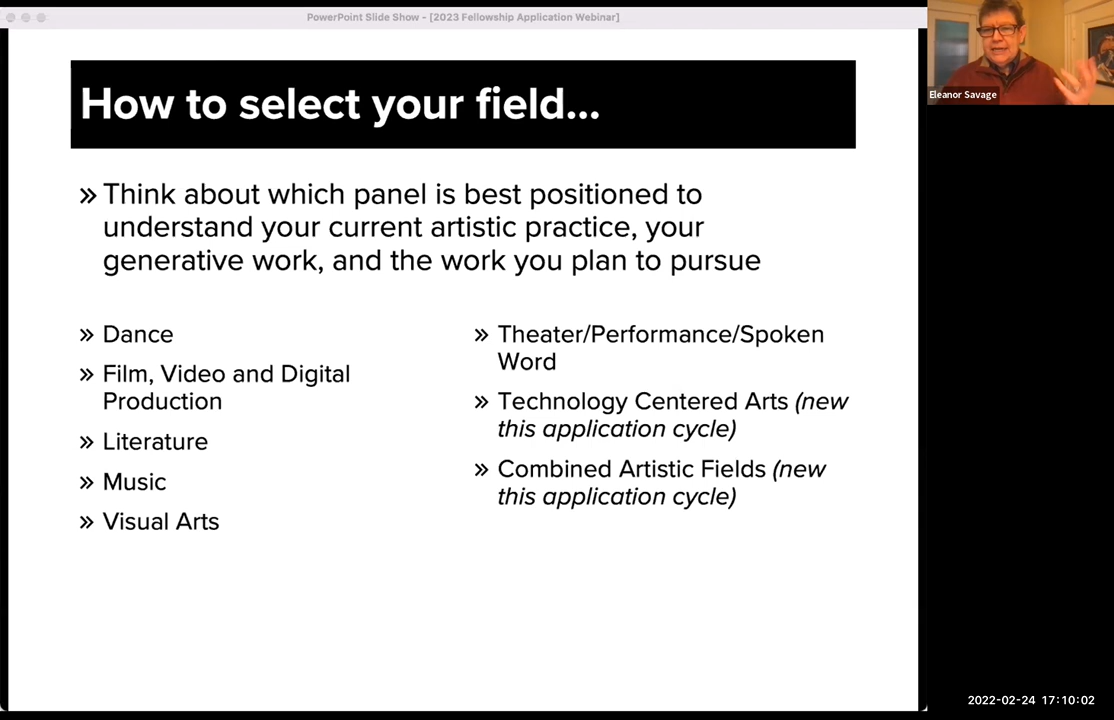 PowerPoint Slide Show - [2023 Fellowship Application Webinar]
How to select your field...
» Think about which panel is best positioned to
understand your current artistic practice, your
generative work, and the work you plan to pursue
» Dance
» Film, Video and Digital
Production
» Literature
» Music
» Visual Arts
» Theater/Performance/Spoken
Word
» Technology Centered Arts (new
this application cycle)
» Combined Artistic Fields (new
this application cycle)
Eleanor Savage
2022-02-24 17:10:02